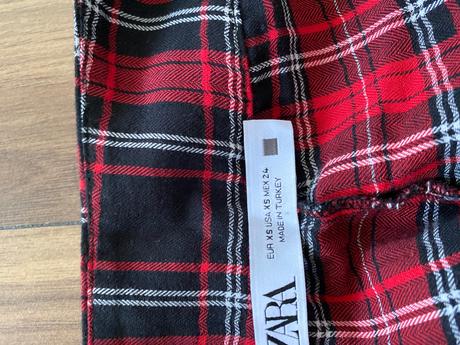 EUR XS USA XS MEX 24
MADE IN TURKEY
ZARA